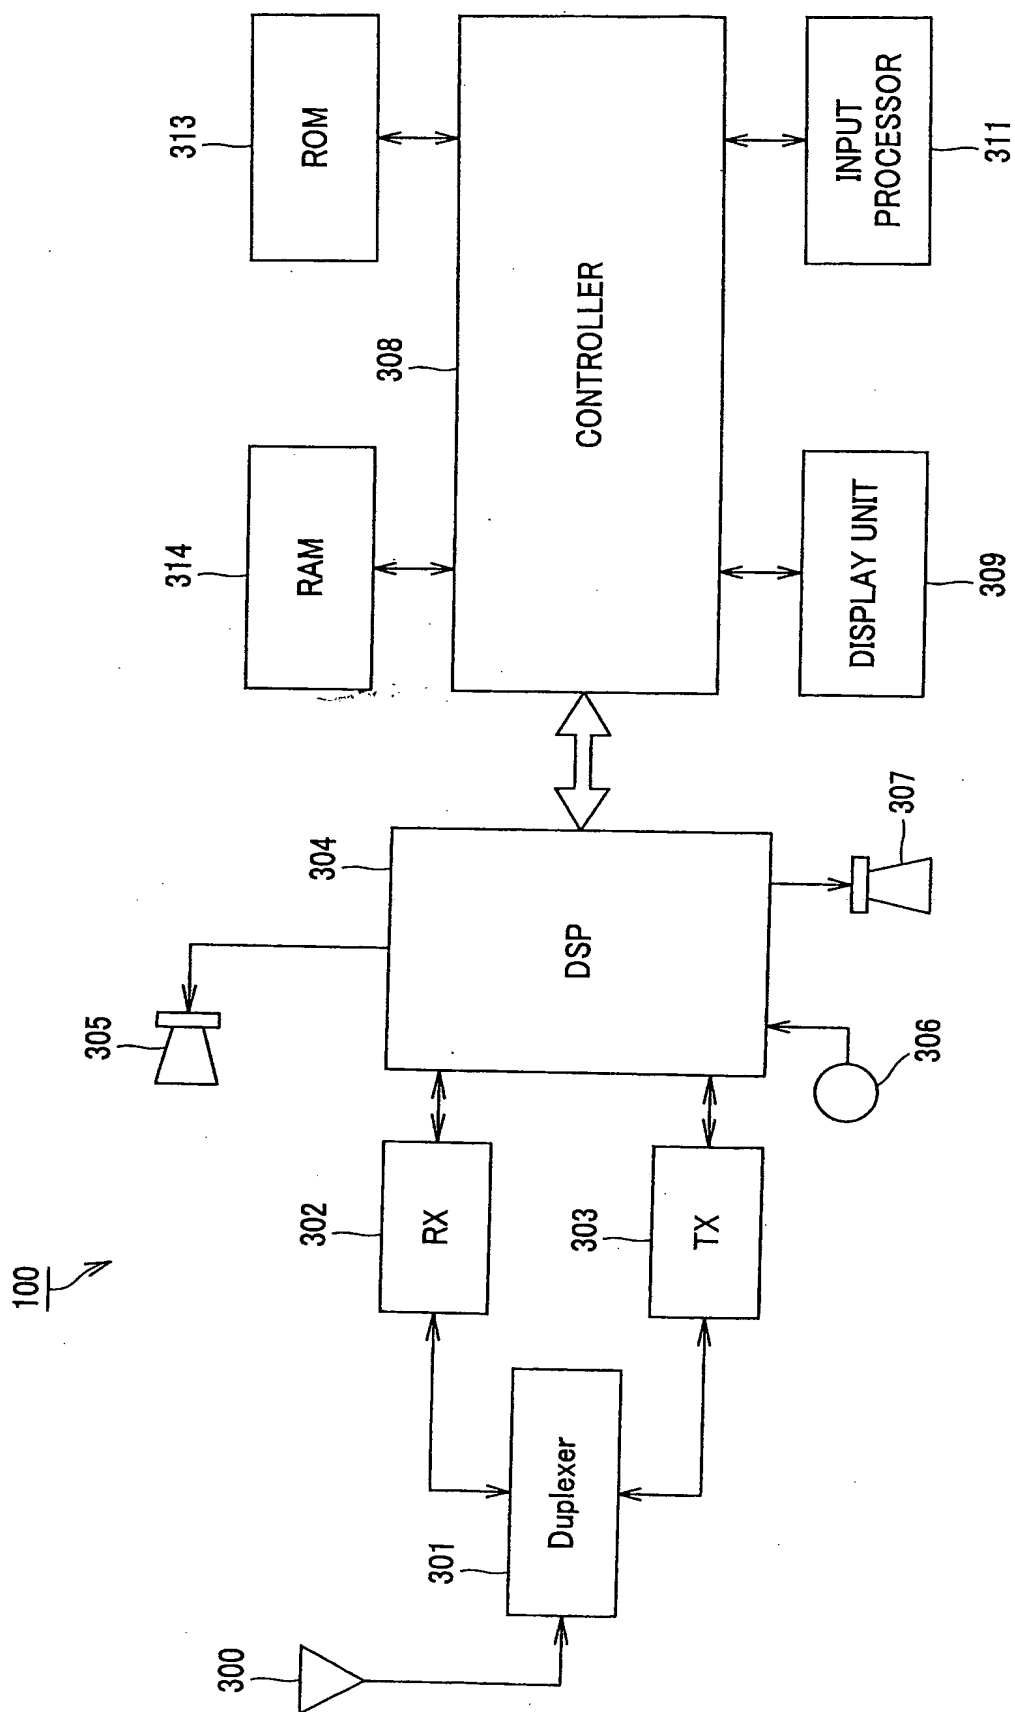 100
300
301
Duplexer
302
RX
303
TX
304
DSP
305
306
307
308
CONTROLLER
314
RAM
313
ROM
309
DISPLAY UNIT
311
INPUT
PROCESSOR